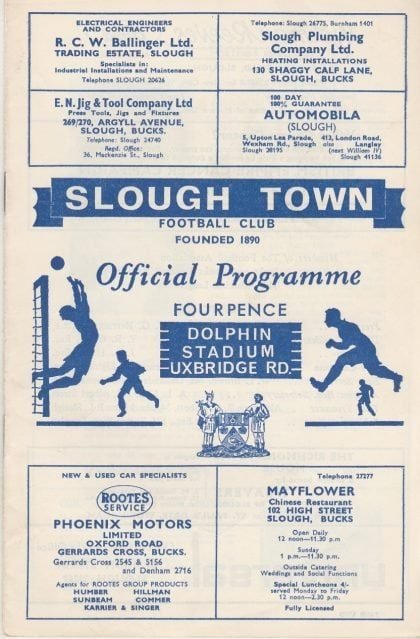 ELECTRICAL ENGINEERS
AND CONTRACTORS
R. C. W. Ballinger Ltd.
TRADING ESTATE, SLOUGH
Specialists in:
Industrial Installations and Maintenance
Telephone SLOUGH 20626
Telephone: Slough 26775, Burnham 1401
Slough Plumbing
Company Ltd.
HEATING INSTALLATIONS
130 SHAGGY CALF LANE,
SLOUGH, BUCKS
E. N. Jig & Tool Company Ltd
Press Tools, Jigs and Fixtures
269/270, ARGYLL AVENUE,
SLOUGH, BUCKS.
Telephone: Slough 24740
Regd. Office:
36, Mackenzie St., Slough
100 DAY
100% GUARANTEE
AUTOMOBILA
(SLOUGH)
5, Upton Lea Parade, 412, London Road,
Wexham Rd., Slough also Langley
Slough 20195 (next William IV)
Slough 41136
SLOUGH TOWN
FOOTBALL CLUB
FOUNDED 1890
Official Programme
FOURPENCE
DOLPHIN
STADIUM
UXBRIDGE RD.
NEW & USED CAR SPECIALISTS
ROOTES
SERVICE
PHOENIX MOTORS
LIMITED
OXFORD ROAD
GERRARDS CROSS, BUCKS.
Gerrards Cross 2545 & 5156
and Denham 2716
Agents for ROOTES GROUP PRODUCTS
HUMBER HILLMAN
SUNBEAM COMMER
KARRIER & SINGER
Telephone 27277
MAYFLOWER
Chinese Restaurant
102 HIGH STREET
SLOUGH, BUCKS
Open Daily
12 noon—11.30 p.m.
Sunday
1 p.m.—11.30 p.m.
Outside Catering
Weddings and Social Functions
Special Luncheons 4/-
served Monday to Friday
12 noon—2.30 p.m.
Fully Licensed